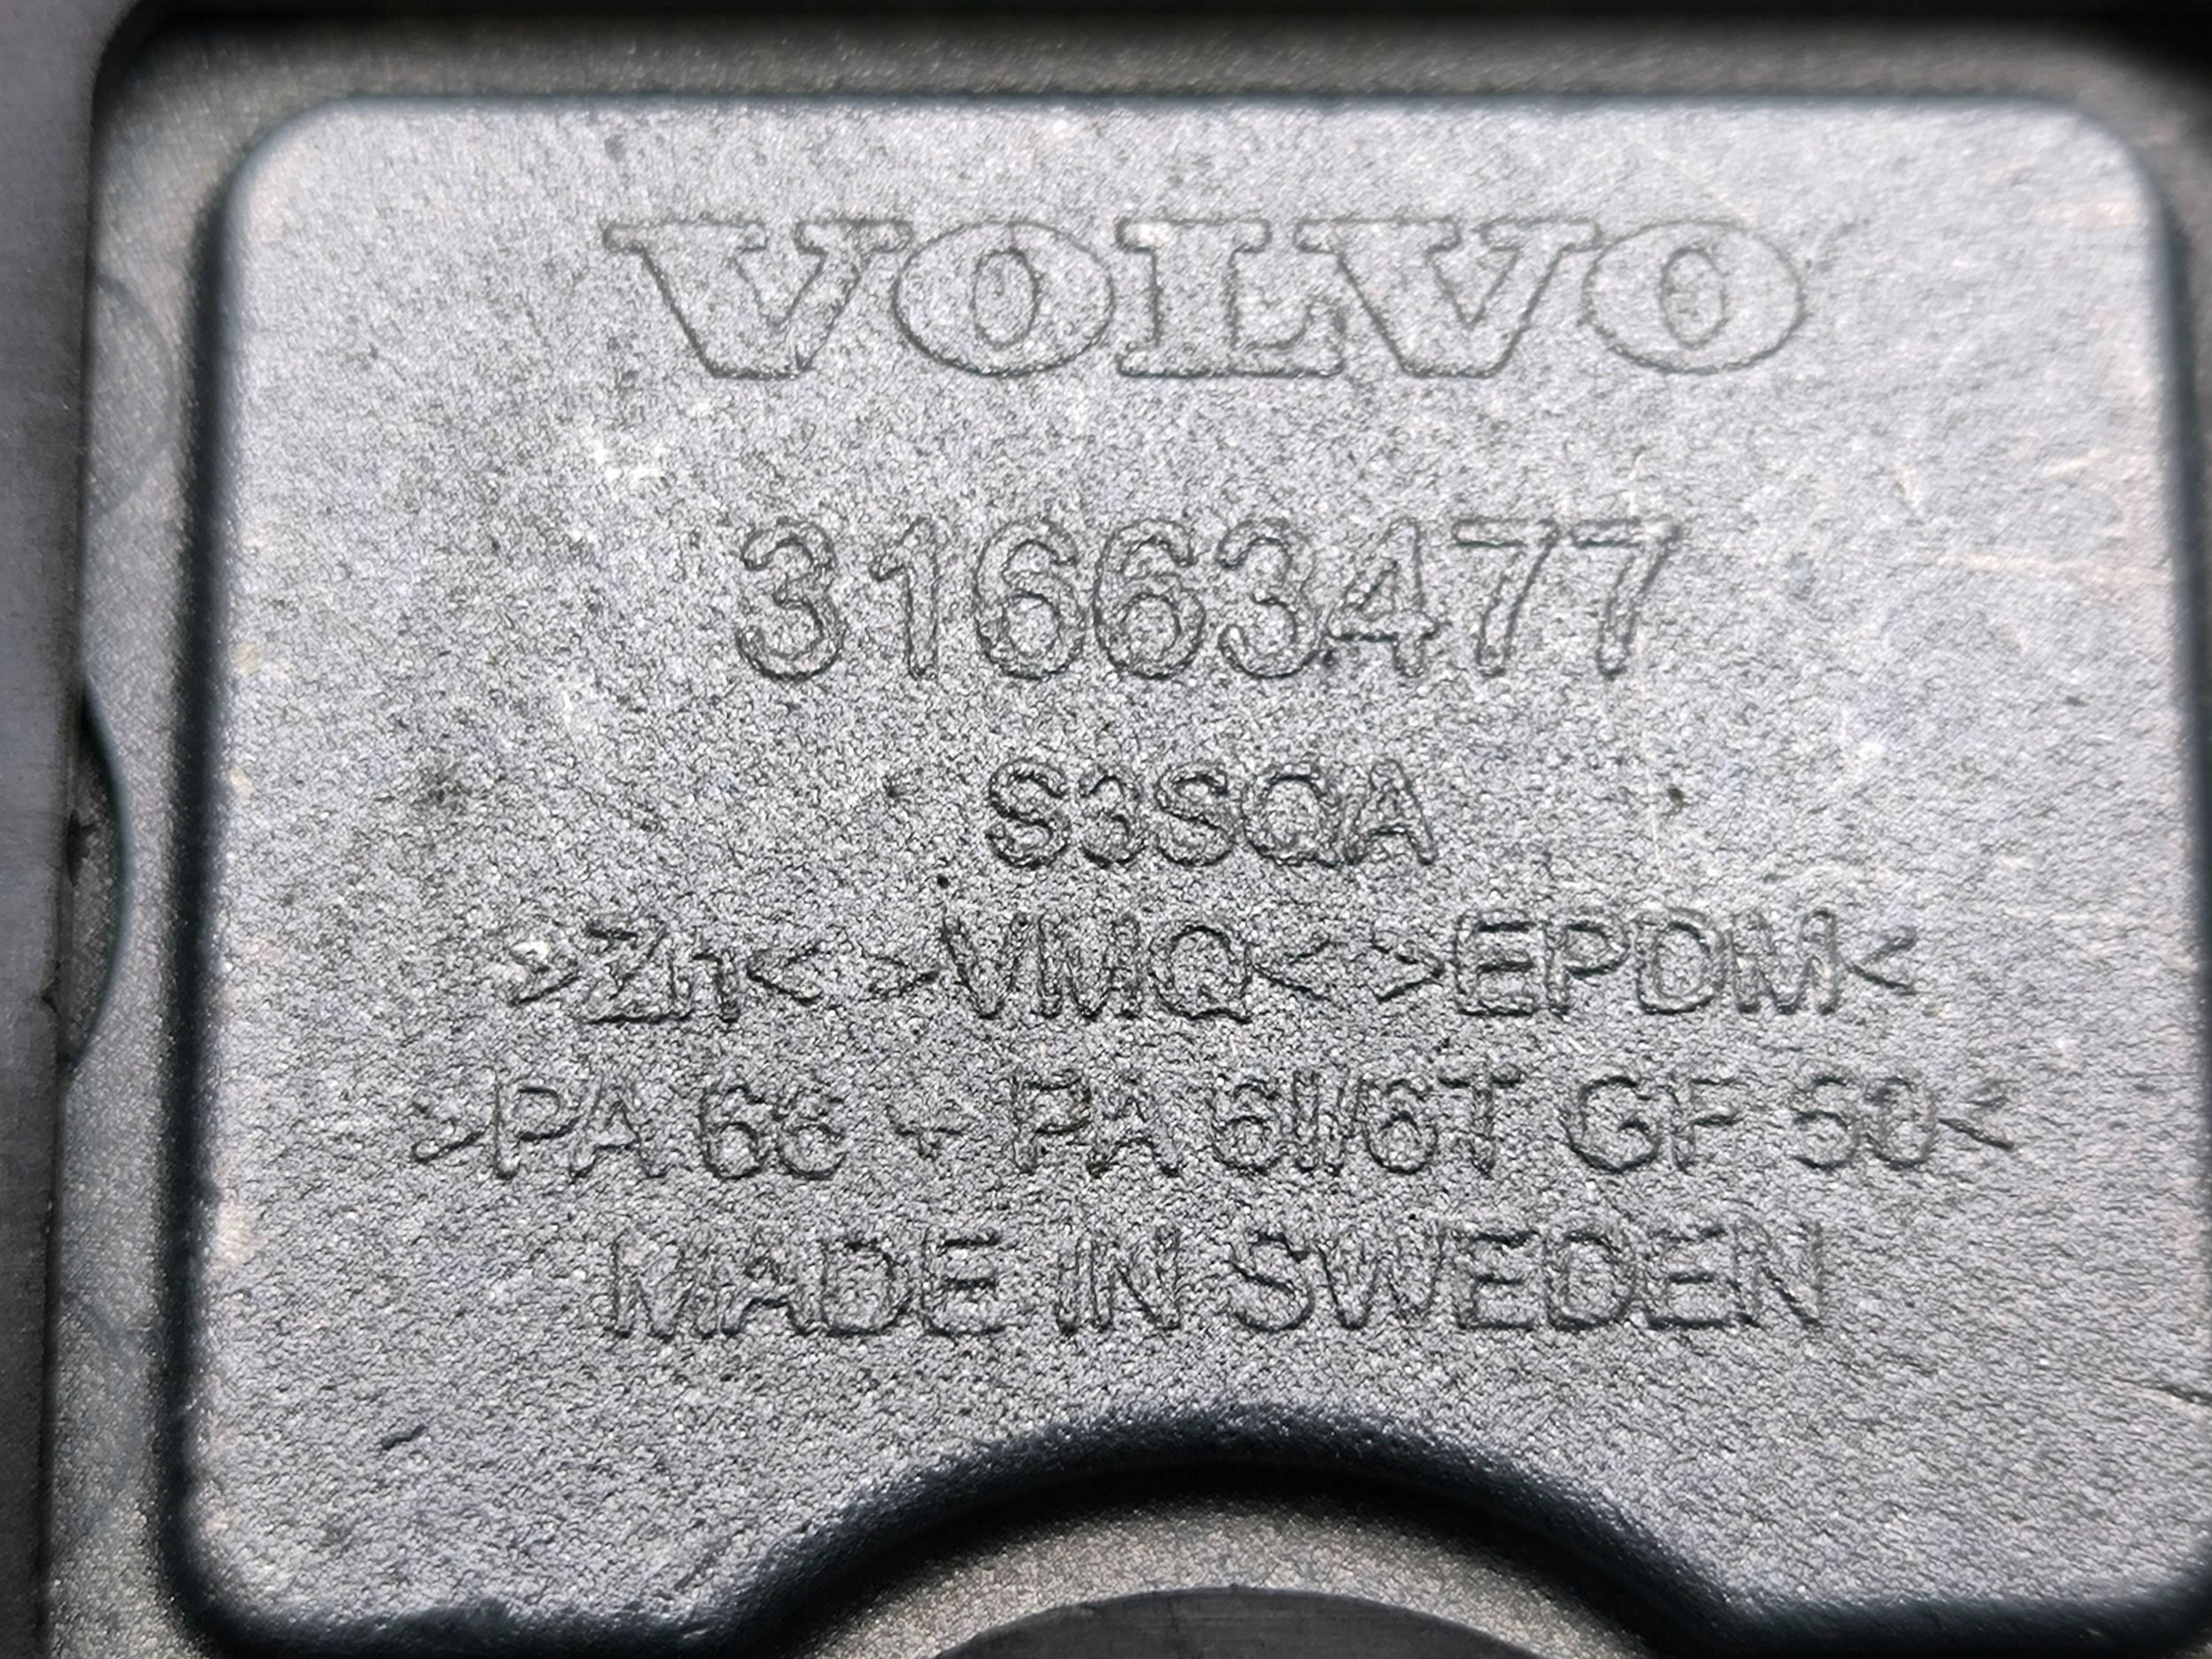 VOLVO
31663477
S3SQA
>Zn< >VMQ< >EPDM<
>PA 66 + PA 6I/6T GF 50<
MADE IN SWEDEN